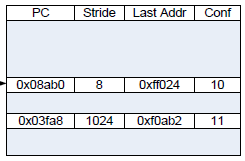 PC Stride Last Addr Conf
0x08ab0 8 0xff024 10
0x03fa8 1024 0xf0ab2 11